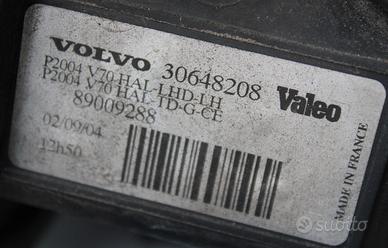 VOLVO 30648208 Valeo
P2004 V70-HAL-LHD-LH
P2004 V70 HAL-TD-G-CE
89009288
02/09/04
12h50
MADE IN FRANCE
subito